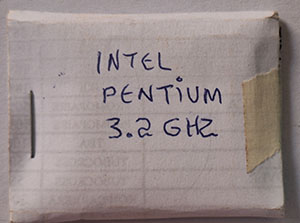 INTEL
PENTiUM
3.2 GHZ